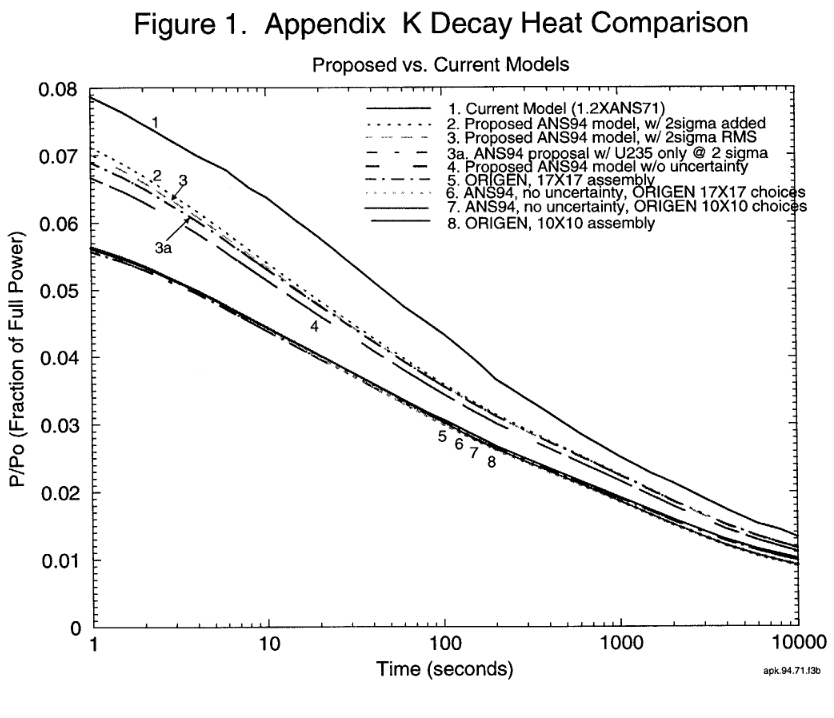 Figure 1. Appendix K Decay Heat Comparison
Proposed vs. Current Models
0.08
0.07
0.06
0.05
0.04
0.03
0.02
0.01
0
P/Po (Fraction of Full Power)
1. Current Model (1.2XANS71)
2. Proposed ANS94 model, w/ 2sigma added
3. Proposed ANS94 model, w/ 2sigma RMS
3a. ANS94 proposal w/ U235 only @ 2 sigma
4. Proposed ANS94 model w/o uncertainty
5. ORIGEN, 17X17 assembly
6. ANS94, no uncertainty, ORIGEN 17X17 choices
7. ANS94, no uncertainty, ORIGEN 10X10 choices
8. ORIGEN, 10X10 assembly
1
2
3
3a
4
5
6
7
8
1
10
100
1000
10000
Time (seconds)
apk.94.71.f3b